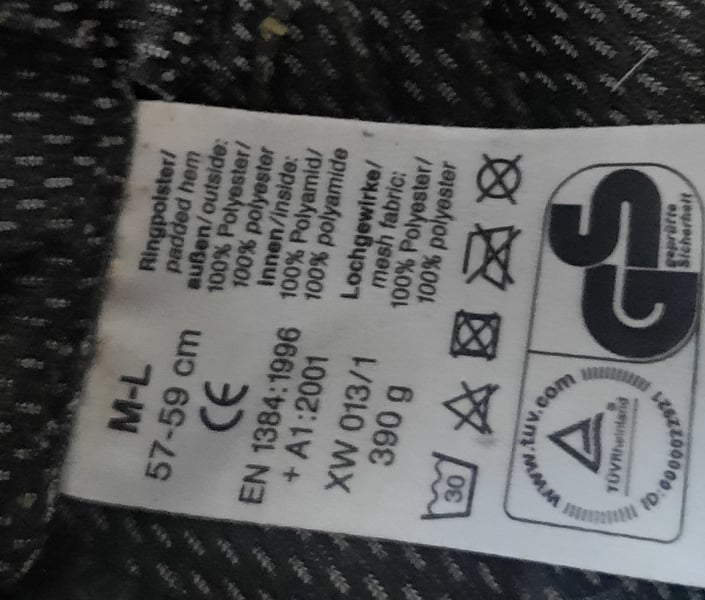 M-L
57-59 cm
CE
EN 1384:1996
+ A1:2001
XW 013/1
390 g
Ringpolster/
padded hem
außen/outside:
100% Polyester/
100% polyester
Innen/inside:
100% Polyamid/
100% polyamide
Lochgewirke/
mesh fabric:
100% Polyester/
100% polyester
30
www.tuv.com
TÜVRheinland
®
ID:0000022921
GS
geprüfte
Sicherheit